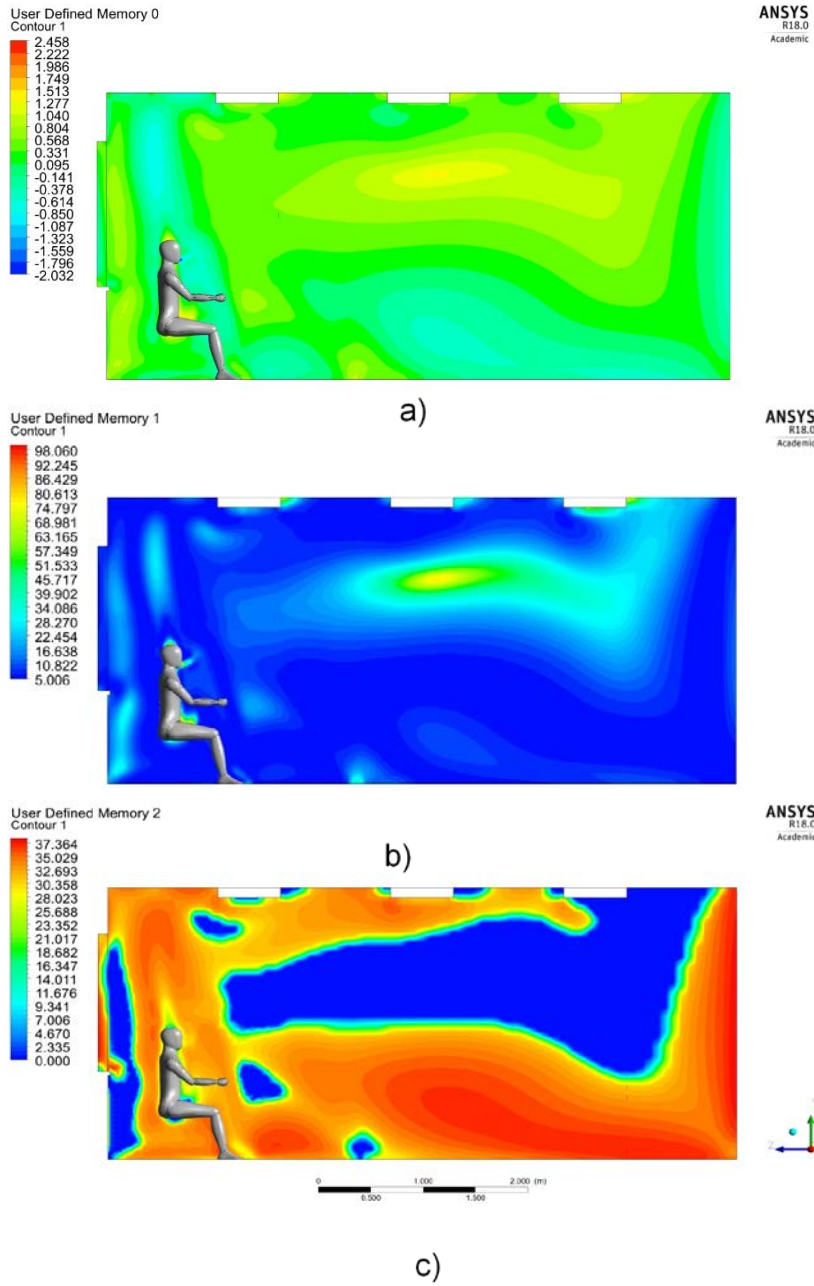 User Defined Memory 0
Contour 1
ANSYS
R18.0
Academic
2.458
2.222
1.986
1.749
1.513
1.277
1.040
0.804
0.568
0.331
0.095
-0.141
-0.378
-0.614
-0.850
-1.087
-1.323
-1.559
-1.796
-2.032
a)
User Defined Memory 1
Contour 1
ANSYS
R18.0
Academic
98.060
92.245
86.429
80.613
74.797
68.981
63.165
57.349
51.533
45.717
39.902
34.086
28.270
22.454
16.638
10.822
5.006
b)
User Defined Memory 2
Contour 1
ANSYS
R18.0
Academic
37.364
35.029
32.693
30.358
28.023
25.688
23.352
21.017
18.682
16.347
14.011
11.676
9.341
7.006
4.670
2.335
0.000
Z
0 1.000 2.000 (m)
0.500 1.500
c)